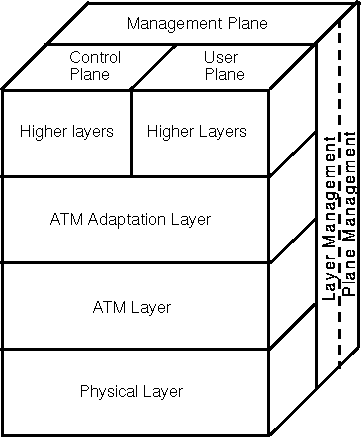 Management Plane
Control
Plane
User
Plane
Higher layers
Higher Layers
ATM Adaptation Layer
ATM Layer
Physical Layer
Layer Management
Plane Management